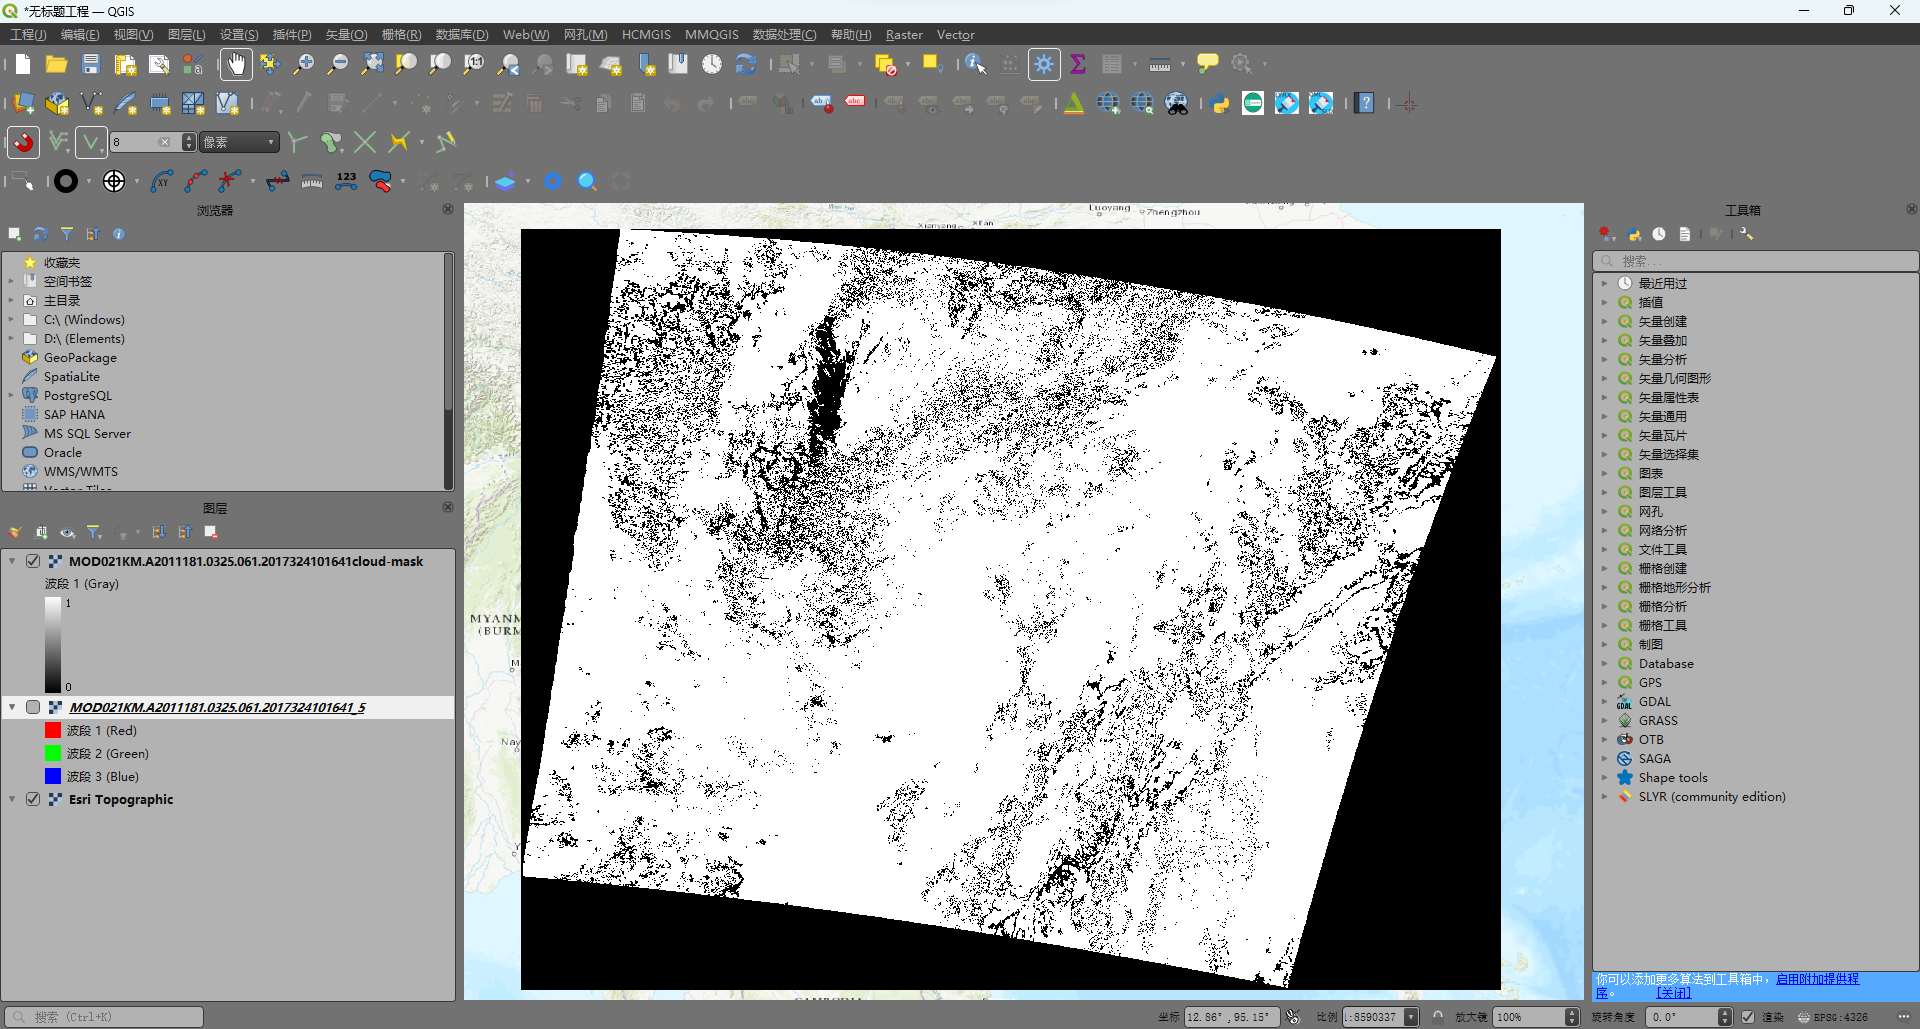 *无标题工程 — QGIS
工程(J) 编辑(E) 视图(V) 图层(L) 设置(S) 插件(P) 矢量(O) 栅格(R) 数据库(D) Web(W) 网孔(M) HCMGIS MMQGIS 数据处理(C) 帮助(H) Raster Vector
8 像素
浏览器
收藏夹
空间书签
主目录
C:\ (Windows)
D:\ (Elements)
GeoPackage
SpatiaLite
PostgreSQL
SAP HANA
MS SQL Server
Oracle
WMS/WMTS
Vector Tiles
图层
MOD021KM.A2011181.0325.061.2017324101641cloud-mask
波段 1 (Gray)
1
0
MOD021KM.A2011181.0325.061.2017324101641_5
波段 1 (Red)
波段 2 (Green)
波段 3 (Blue)
Esri Topographic
Luoyang
Zhengzhou
Xianyang
Xi'an
MYANM
(BURM
Nay
CAMBODIA
工具箱
搜索...
最近用过
插值
矢量创建
矢量叠加
矢量分析
矢量几何图形
矢量属性表
矢量通用
矢量瓦片
矢量选择集
图表
图层工具
网孔
网络分析
文件工具
栅格创建
栅格地形分析
栅格分析
栅格工具
制图
Database
GPS
GDAL
GRASS
OTB
SAGA
Shape tools
SLYR (community edition)
你可以添加更多算法到工具箱中，启用附加提供程
序。 [关闭]
搜索 (Ctrl+K)
坐标 12.86°,95.15° 比例 1:8590337 放大镜 100% 旋转角度 0.0° 渲染 EPSG:4326